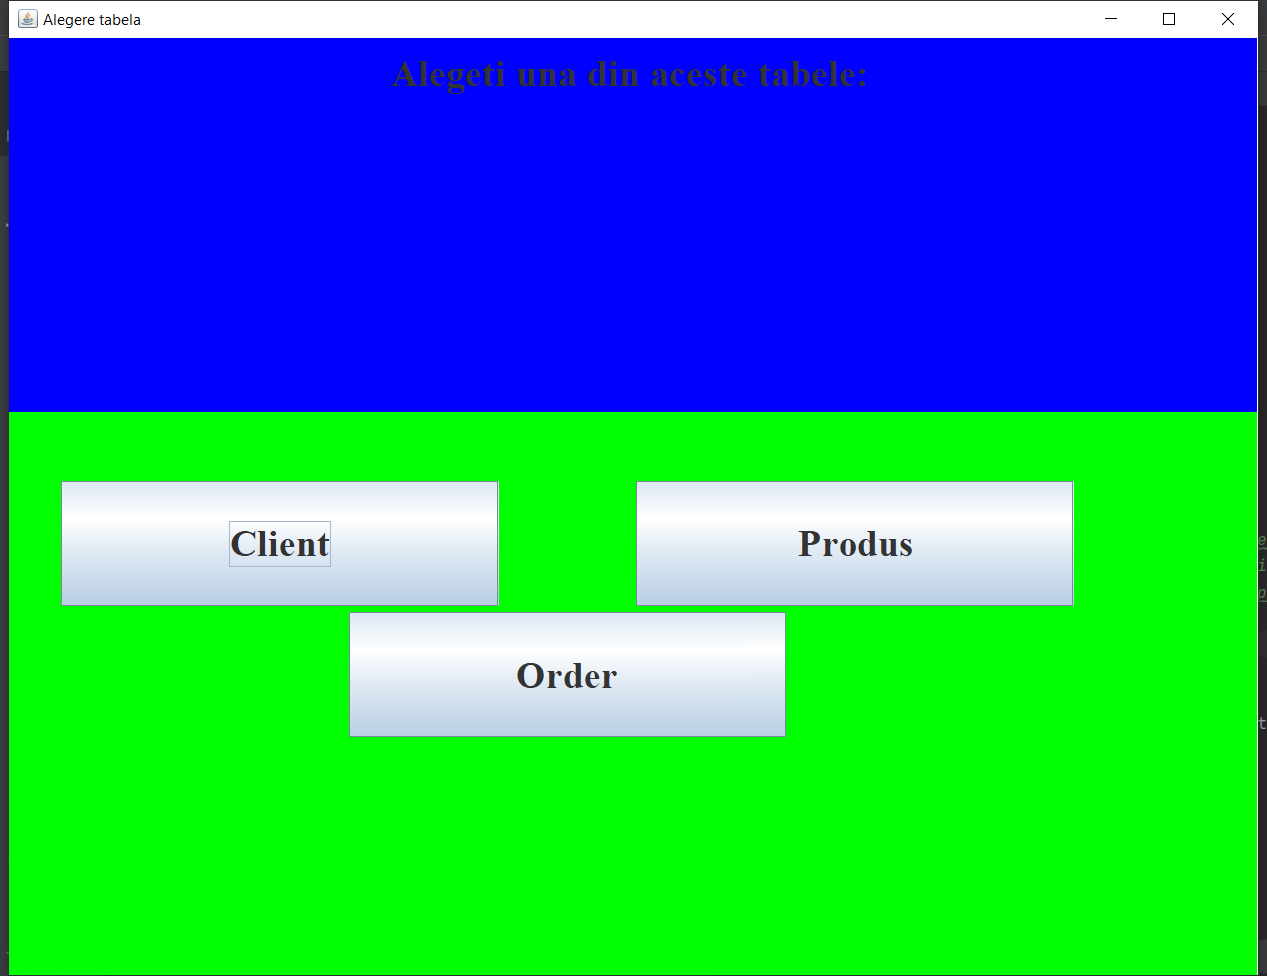 Alegere tabela
Alegeti una din aceste tabele:
Client
Produs
Order